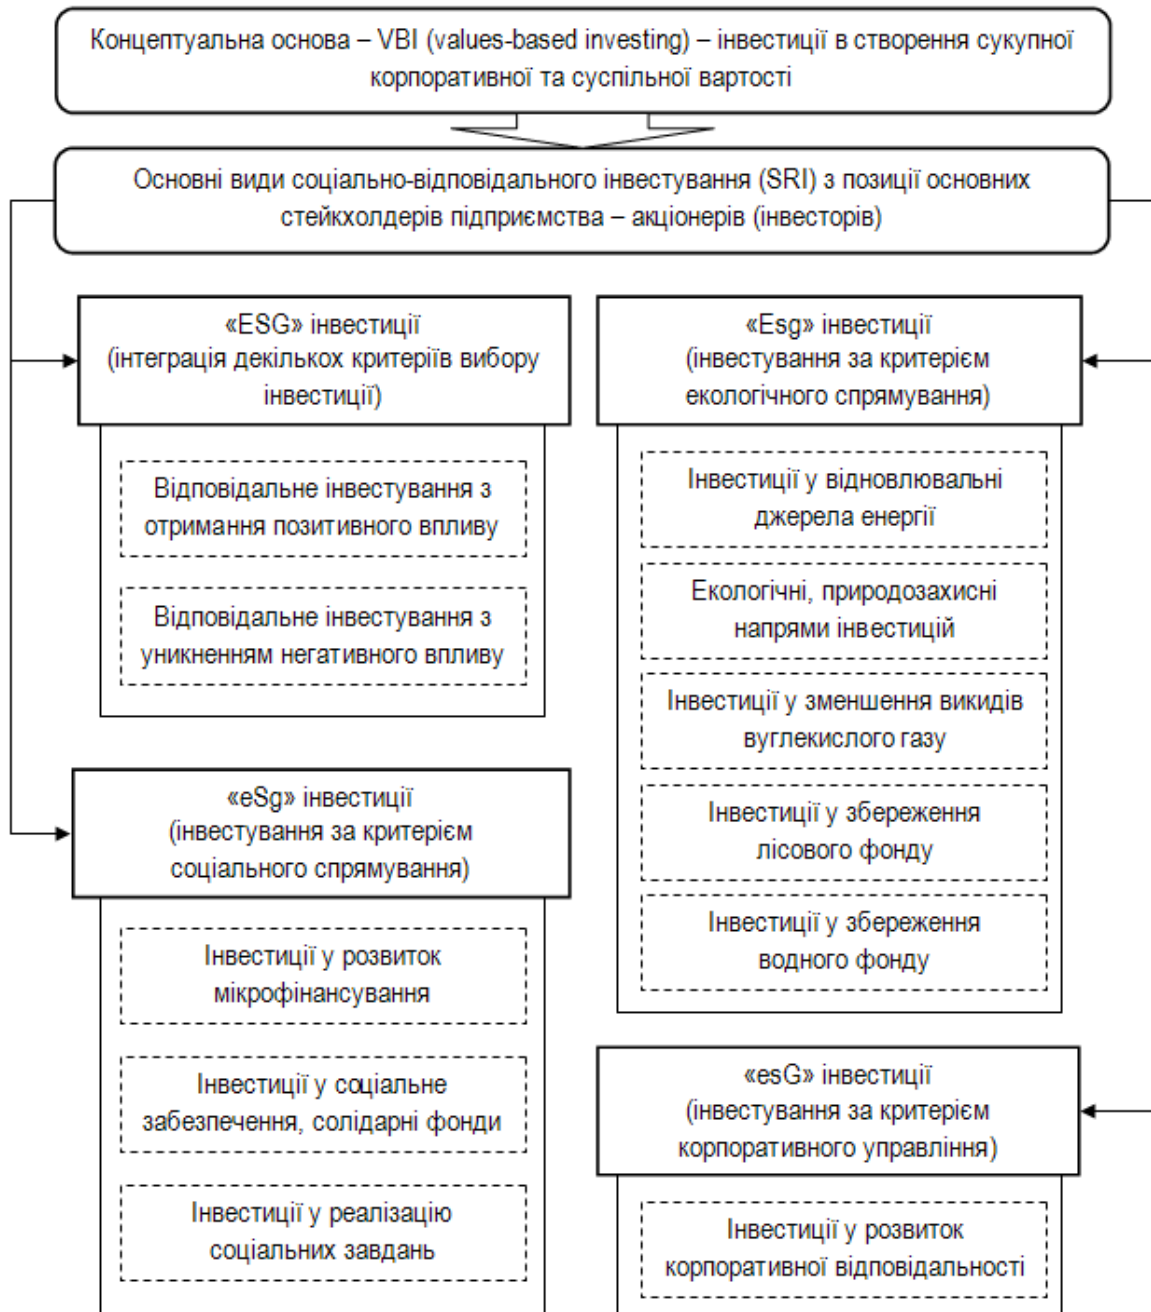 Концептуальна основа – VBI (values-based investing) – інвестиції в створення сукупної
корпоративної та суспільної вартості
Основні види соціально-відповідального інвестування (SRI) з позиції основних
стейкхолдерів підприємства – акціонерів (інвесторів)
«ESG» інвестиції
(інтеграція декількох критеріїв вибору
інвестиції)
Відповідальне інвестування з
отримання позитивного впливу
Відповідальне інвестування з
уникненням негативного впливу
«eSg» інвестиції
(інвестування за критерієм
соціального спрямування)
Інвестиції у розвиток
мікрофінансування
Інвестиції у соціальне
забезпечення, солідарні фонди
Інвестиції у реалізацію
соціальних завдань
«Esg» інвестиції
(інвестування за критерієм
екологічного спрямування)
Інвестиції у відновлювальні
джерела енергії
Екологічні, природозахисні
напрями інвестицій
Інвестиції у зменшення викидів
вуглекислого газу
Інвестиції у збереження
лісового фонду
Інвестиції у збереження
водного фонду
«esG» інвестиції
(інвестування за критерієм
корпоративного управління)
Інвестиції у розвиток
корпоративної відповідальності